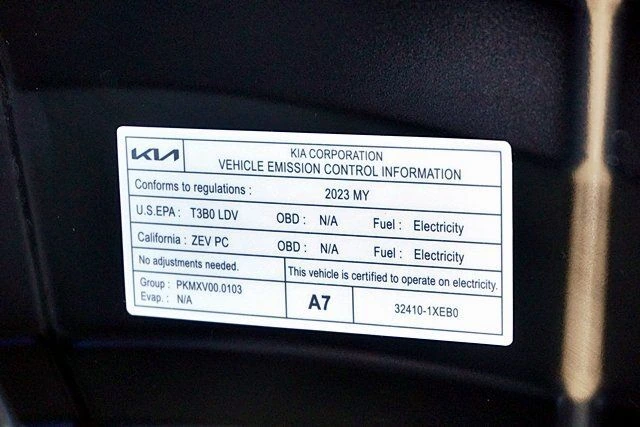 KIA
KIA CORPORATION
VEHICLE EMISSION CONTROL INFORMATION
Conforms to regulations : 2023 MY
U.S.EPA : T3B0 LDV OBD : N/A Fuel : Electricity
California : ZEV PC OBD : N/A Fuel : Electricity
No adjustments needed. This vehicle is certified to operate on electricity.
Group : PKMXV00.0103
Evap. : N/A
A7
32410-1XEB0